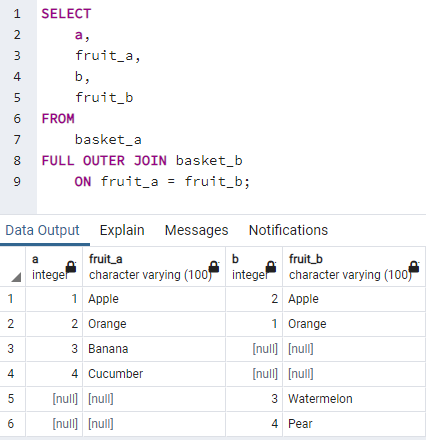 1 SELECT
2 a,
3 fruit_a,
4 b,
5 fruit_b
6 FROM
7 basket_a
8 FULL OUTER JOIN basket_b
9 ON fruit_a = fruit_b;
Data Output Explain Messages Notifications
a fruit_a b fruit_b
integer character varying (100) integer character varying (100)
1 1 Apple 2 Apple
2 2 Orange 1 Orange
3 3 Banana [null] [null]
4 4 Cucumber [null] [null]
5 [null] [null] 3 Watermelon
6 [null] [null] 4 Pear